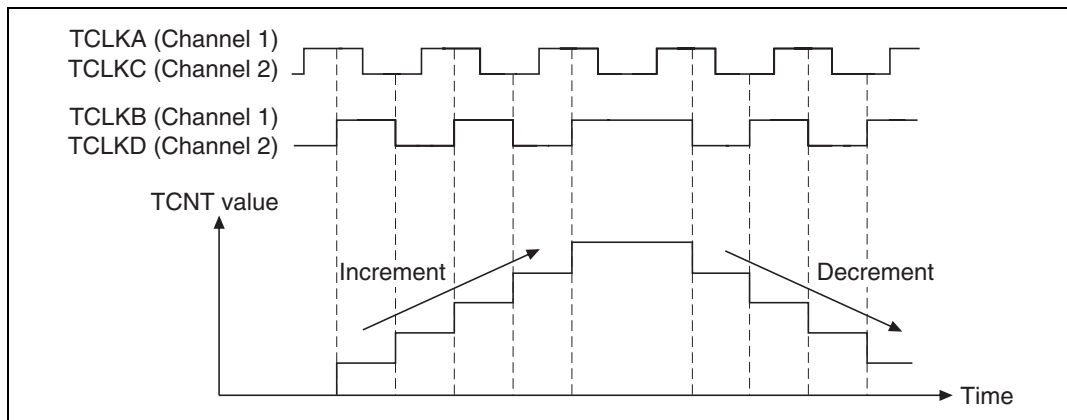 TCLKA (Channel 1)
TCLKC (Channel 2)
TCLKB (Channel 1)
TCLKD (Channel 2)
TCNT value
Increment
Decrement
Time